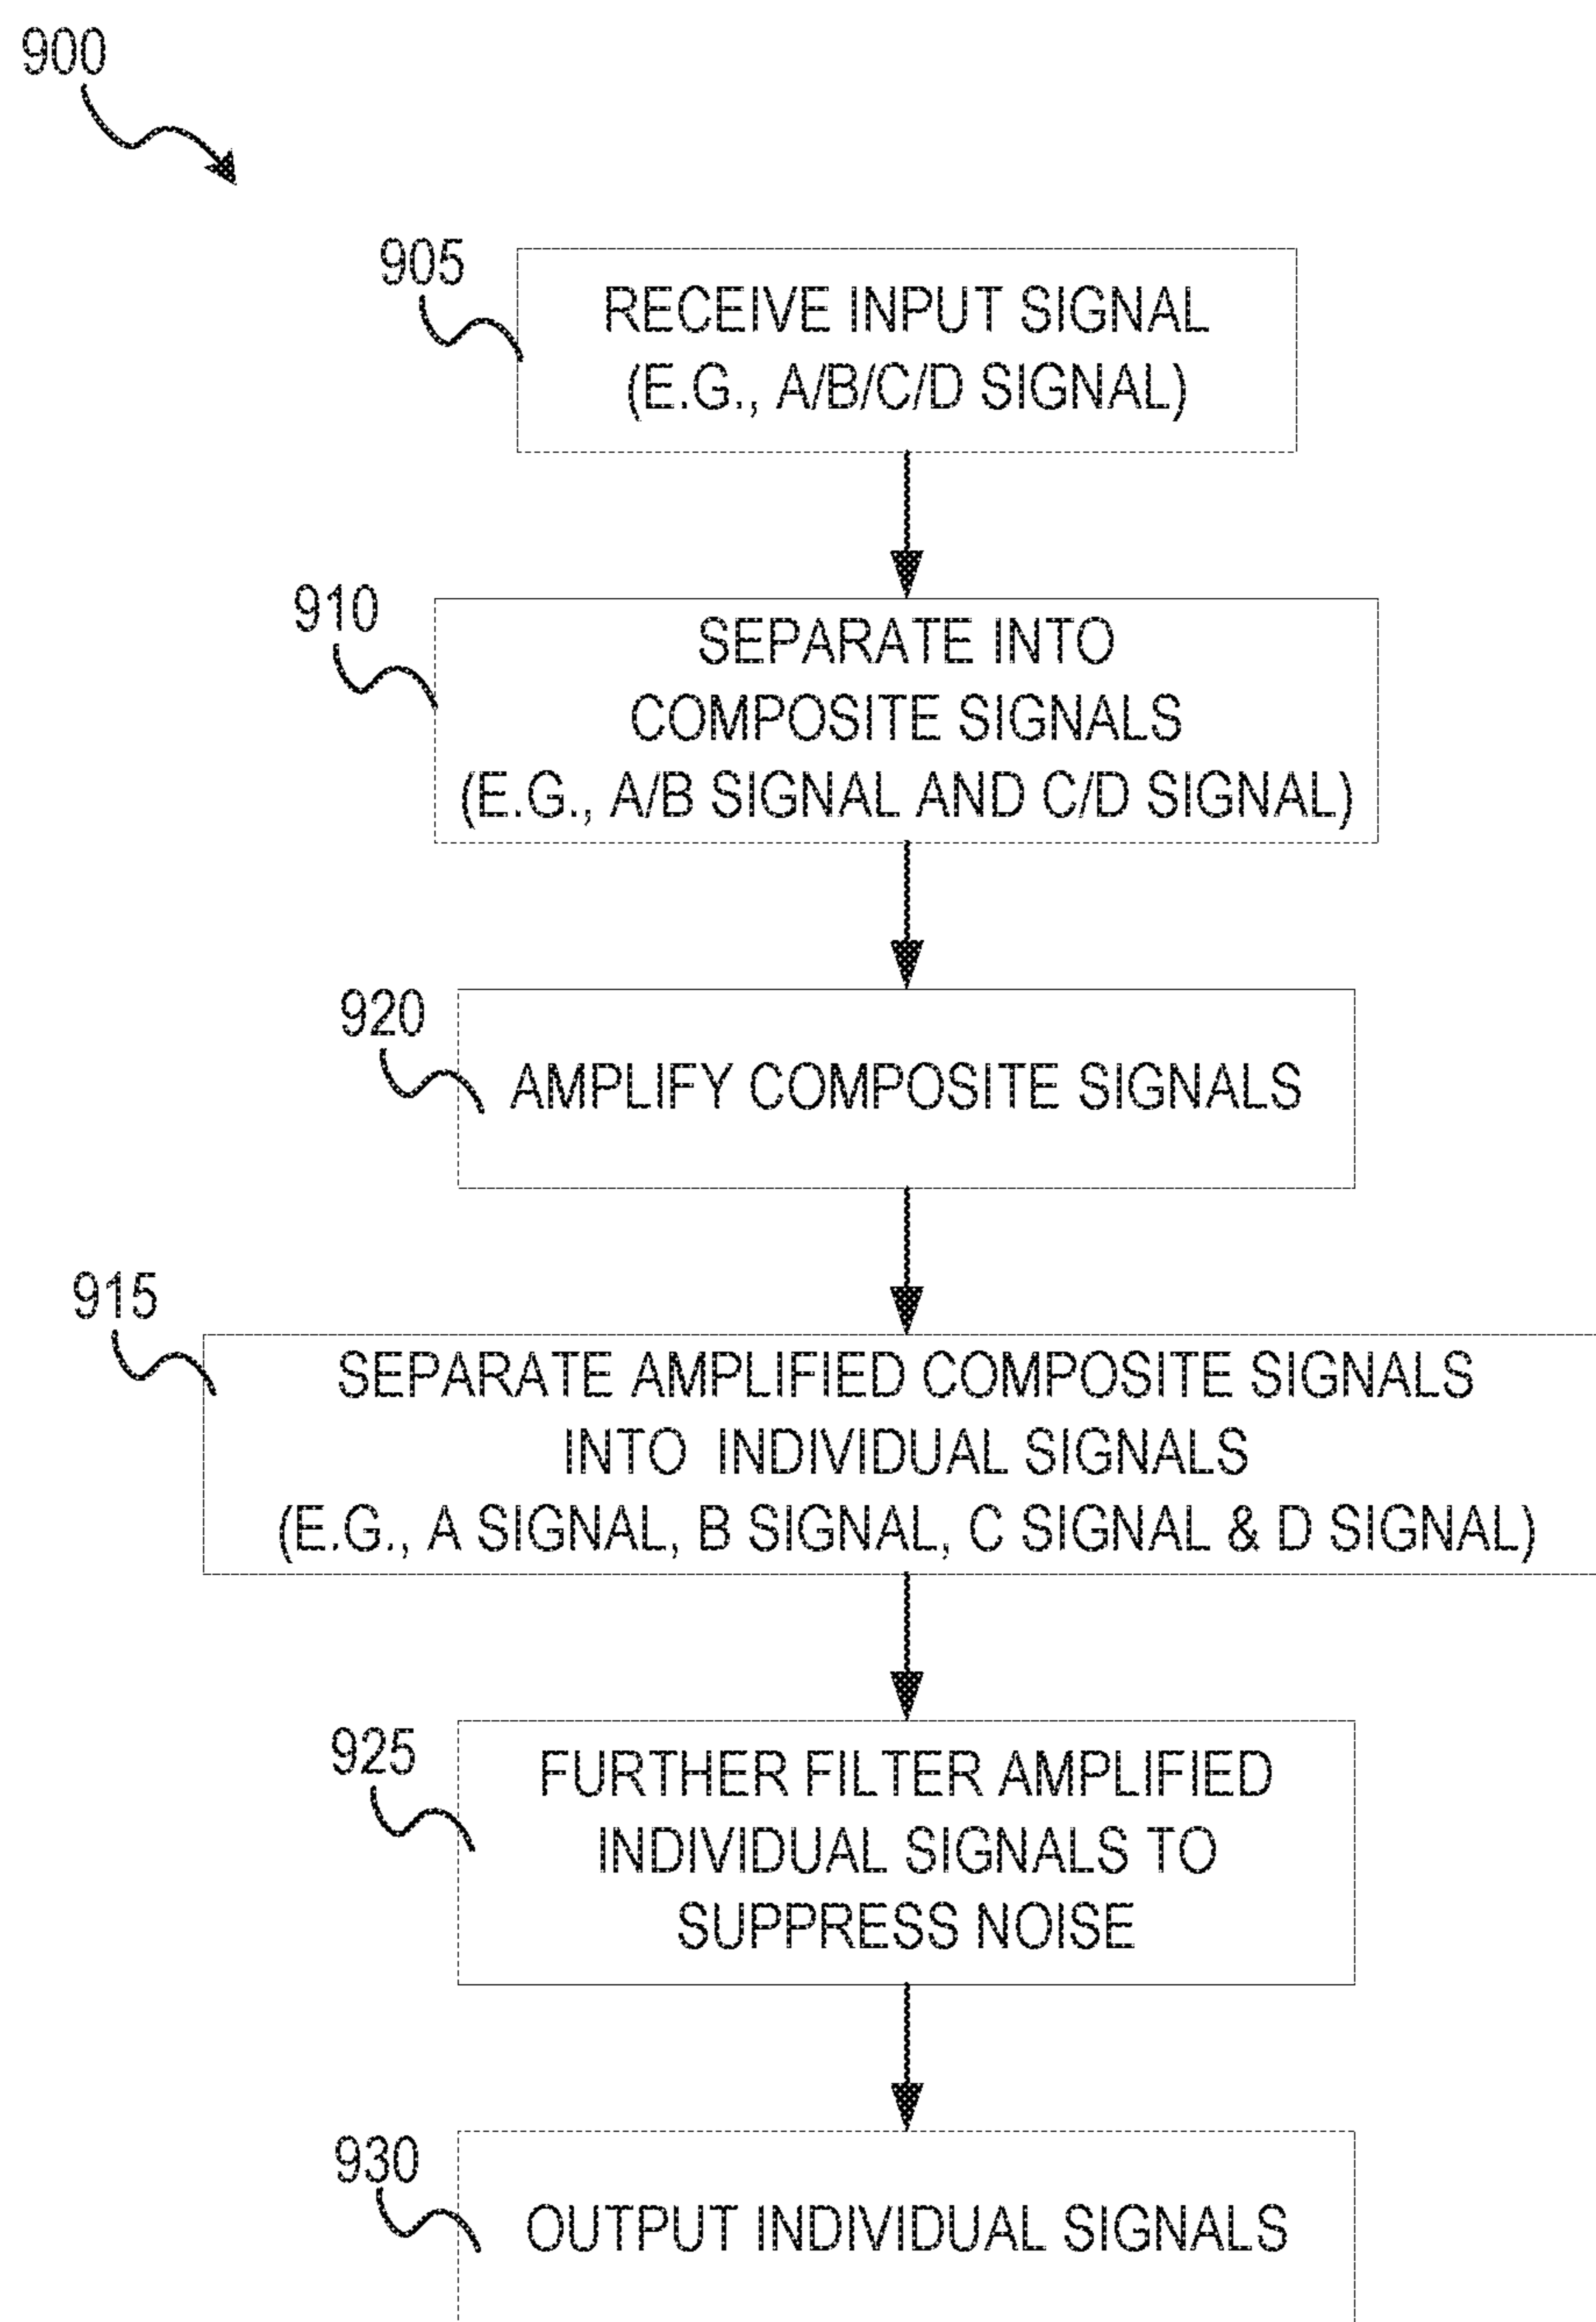 900
905
RECEIVE INPUT SIGNAL
(E.G., A/B/C/D SIGNAL)
910
SEPARATE INTO
COMPOSITE SIGNALS
(E.G., A/B SIGNAL AND C/D SIGNAL)
920
AMPLIFY COMPOSITE SIGNALS
915
SEPARATE AMPLIFIED COMPOSITE SIGNALS
INTO INDIVIDUAL SIGNALS
(E.G., A SIGNAL, B SIGNAL, C SIGNAL & D SIGNAL)
925
FURTHER FILTER AMPLIFIED
INDIVIDUAL SIGNALS TO
SUPPRESS NOISE
930
OUTPUT INDIVIDUAL SIGNALS